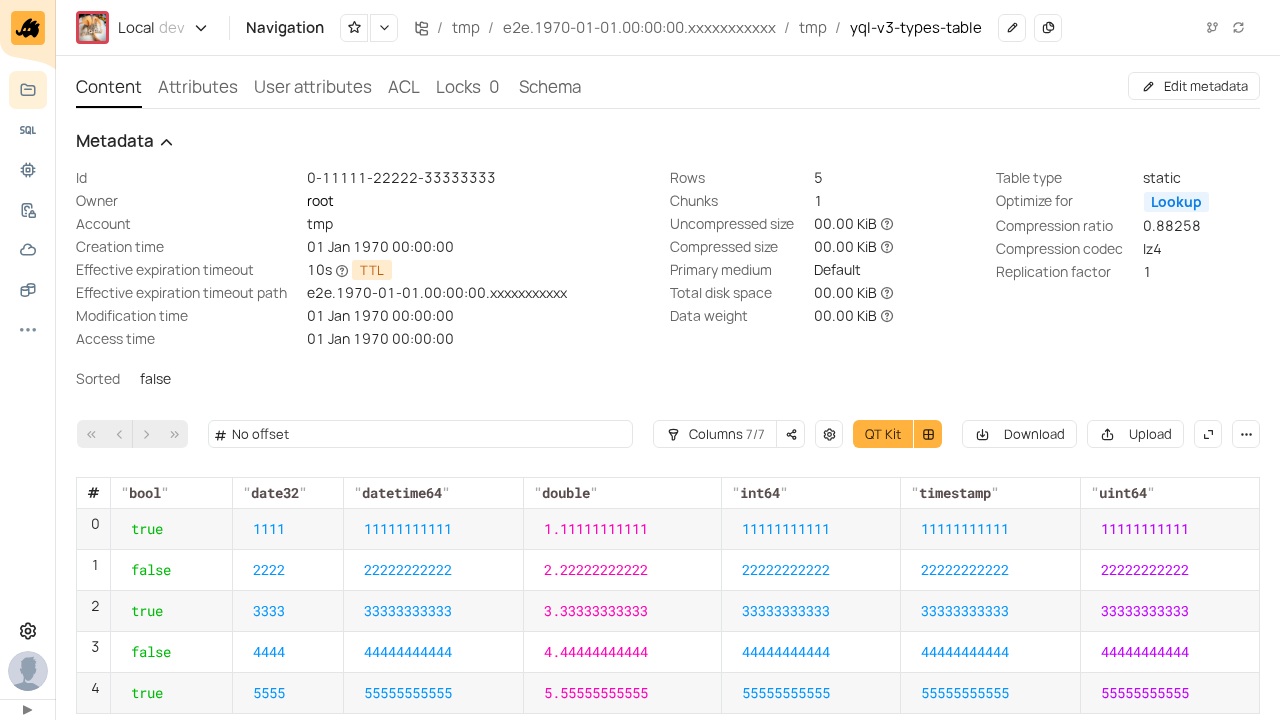 Local dev Navigation / tmp / e2e.1970-01-01.00:00:00.xxxxxxxxxxx / tmp / yql-v3-types-table
SQL
Content Attributes User attributes ACL Locks 0 Schema Edit metadata
Metadata
Id 0-11111-22222-33333333 Rows 5 Table type static
Owner root Chunks 1 Optimize for Lookup
Account tmp Uncompressed size 00.00 KiB Compression ratio 0.88258
Creation time 01 Jan 1970 00:00:00 Compressed size 00.00 KiB Compression codec lz4
Effective expiration timeout 10s TTL Primary medium Default Replication factor 1
Effective expiration timeout path e2e.1970-01-01.00:00:00.xxxxxxxxxxx Total disk space 00.00 KiB
Modification time 01 Jan 1970 00:00:00 Data weight 00.00 KiB
Access time 01 Jan 1970 00:00:00
Sorted false
# No offset Columns 7/7 QT Kit Download Upload
# "bool" "date32" "datetime64" "double" "int64" "timestamp" "uint64"
0 true 1111 11111111111 1.11111111111 11111111111 11111111111 11111111111
1 false 2222 22222222222 2.22222222222 22222222222 22222222222 22222222222
2 true 3333 33333333333 3.33333333333 33333333333 33333333333 33333333333
3 false 4444 44444444444 4.44444444444 44444444444 44444444444 44444444444
4 true 5555 55555555555 5.55555555555 55555555555 55555555555 55555555555